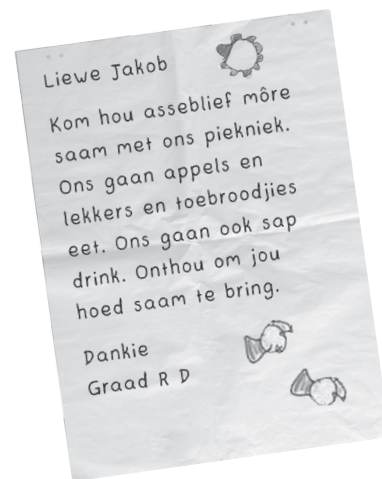 Liewe Jakob
Kom hou asseblief môre
saam met ons piekniek.
Ons gaan appels en
lekkers en toebroodjies
eet. Ons gaan ook sap
drink. Onthou om jou
hoed saam te bring.
Dankie
Graad R D